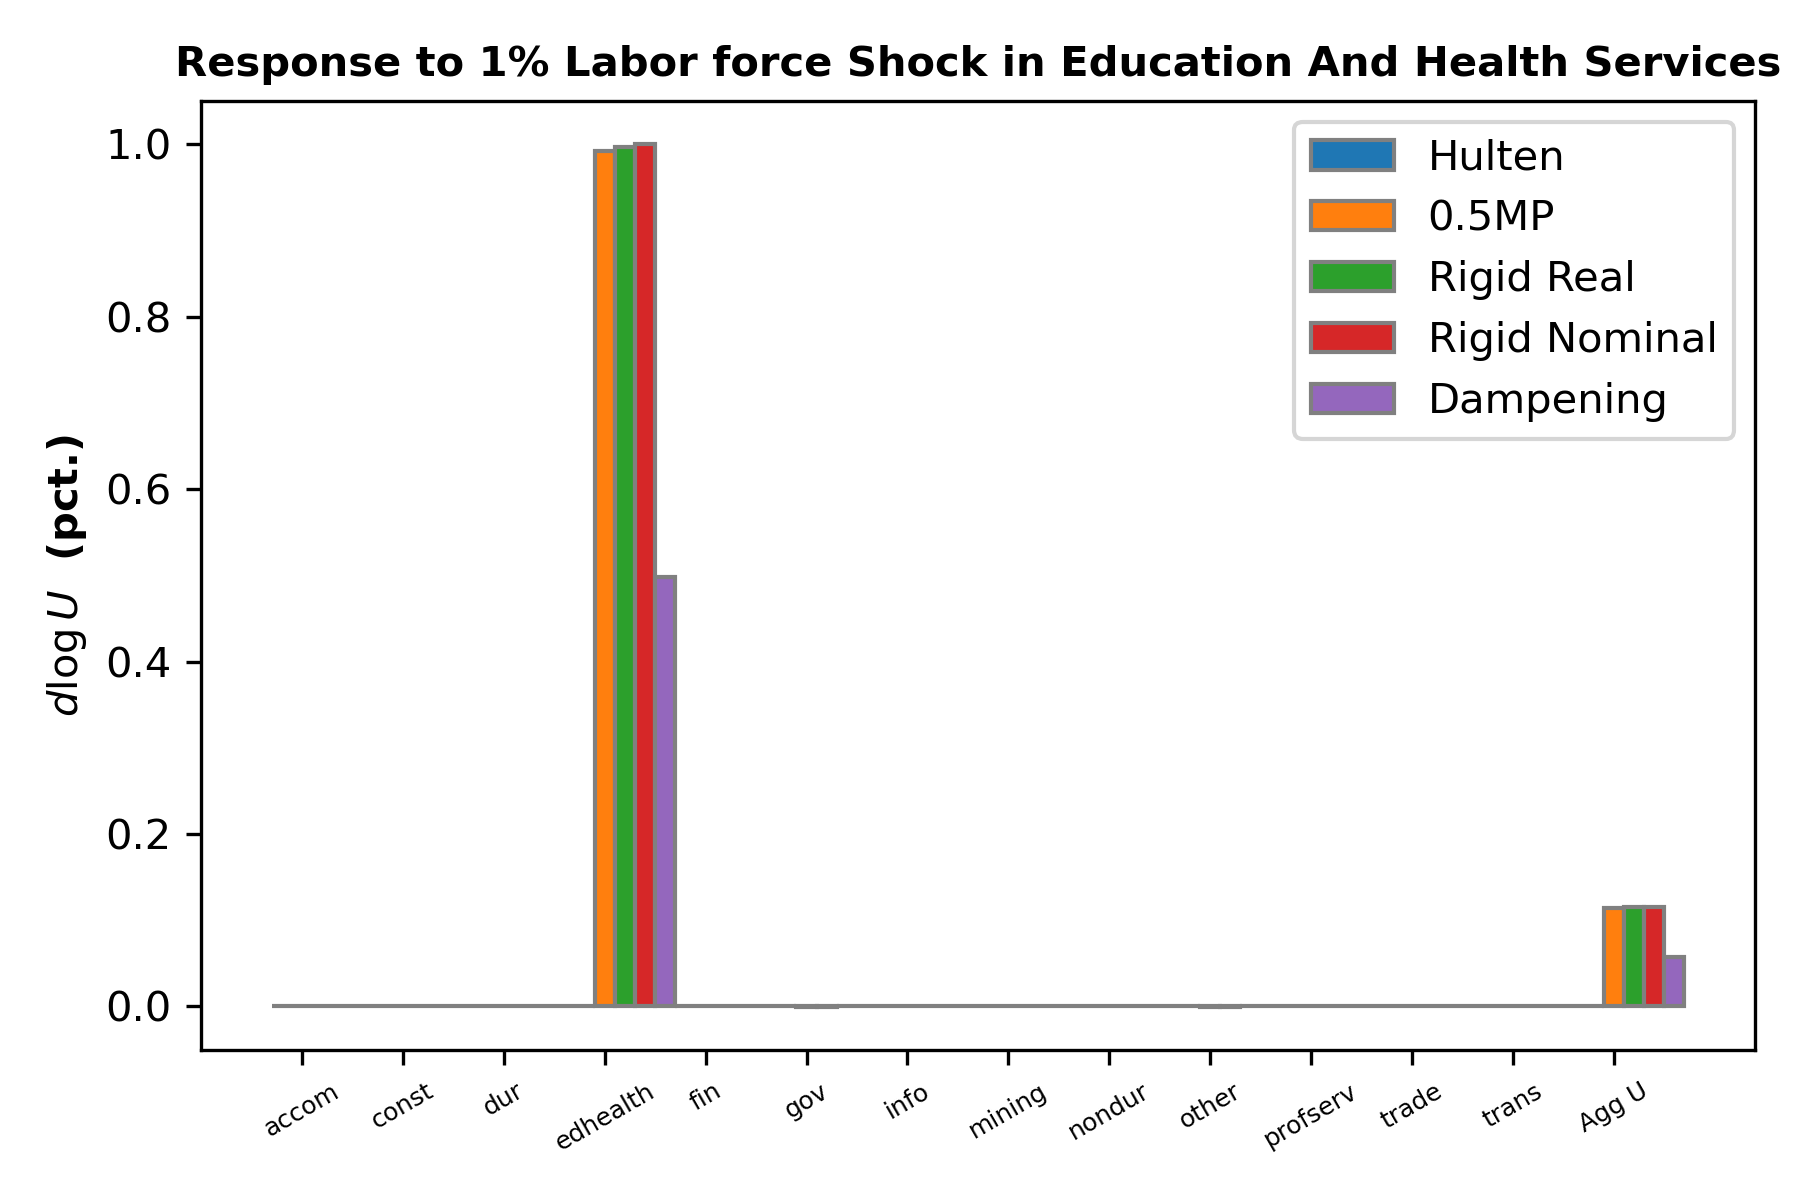 Response to 1% Labor force Shock in Education And Health Services
dlog U (pct.)
1.0
0.8
0.6
0.4
0.2
0.0
Hulten
0.5MP
Rigid Real
Rigid Nominal
Dampening
accom const dur edhealth fin gov info mining nondur other profserv trade trans Agg U